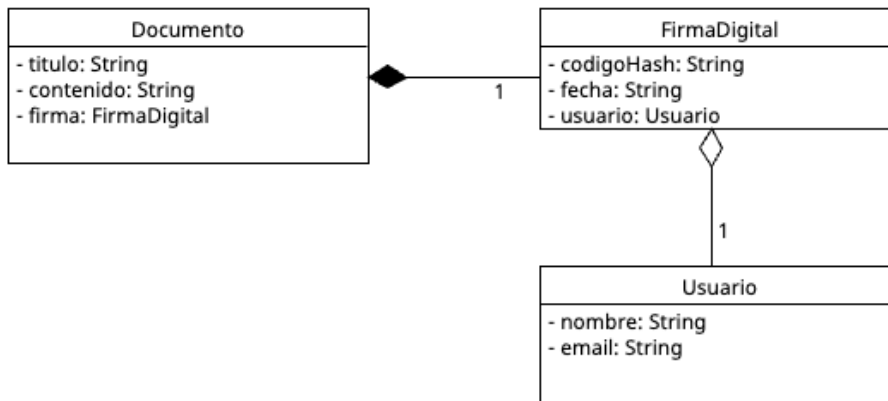 Documento
- titulo: String
- contenido: String
- firma: FirmaDigital
1
FirmaDigital
- codigoHash: String
- fecha: String
- usuario: Usuario
1
Usuario
- nombre: String
- email: String